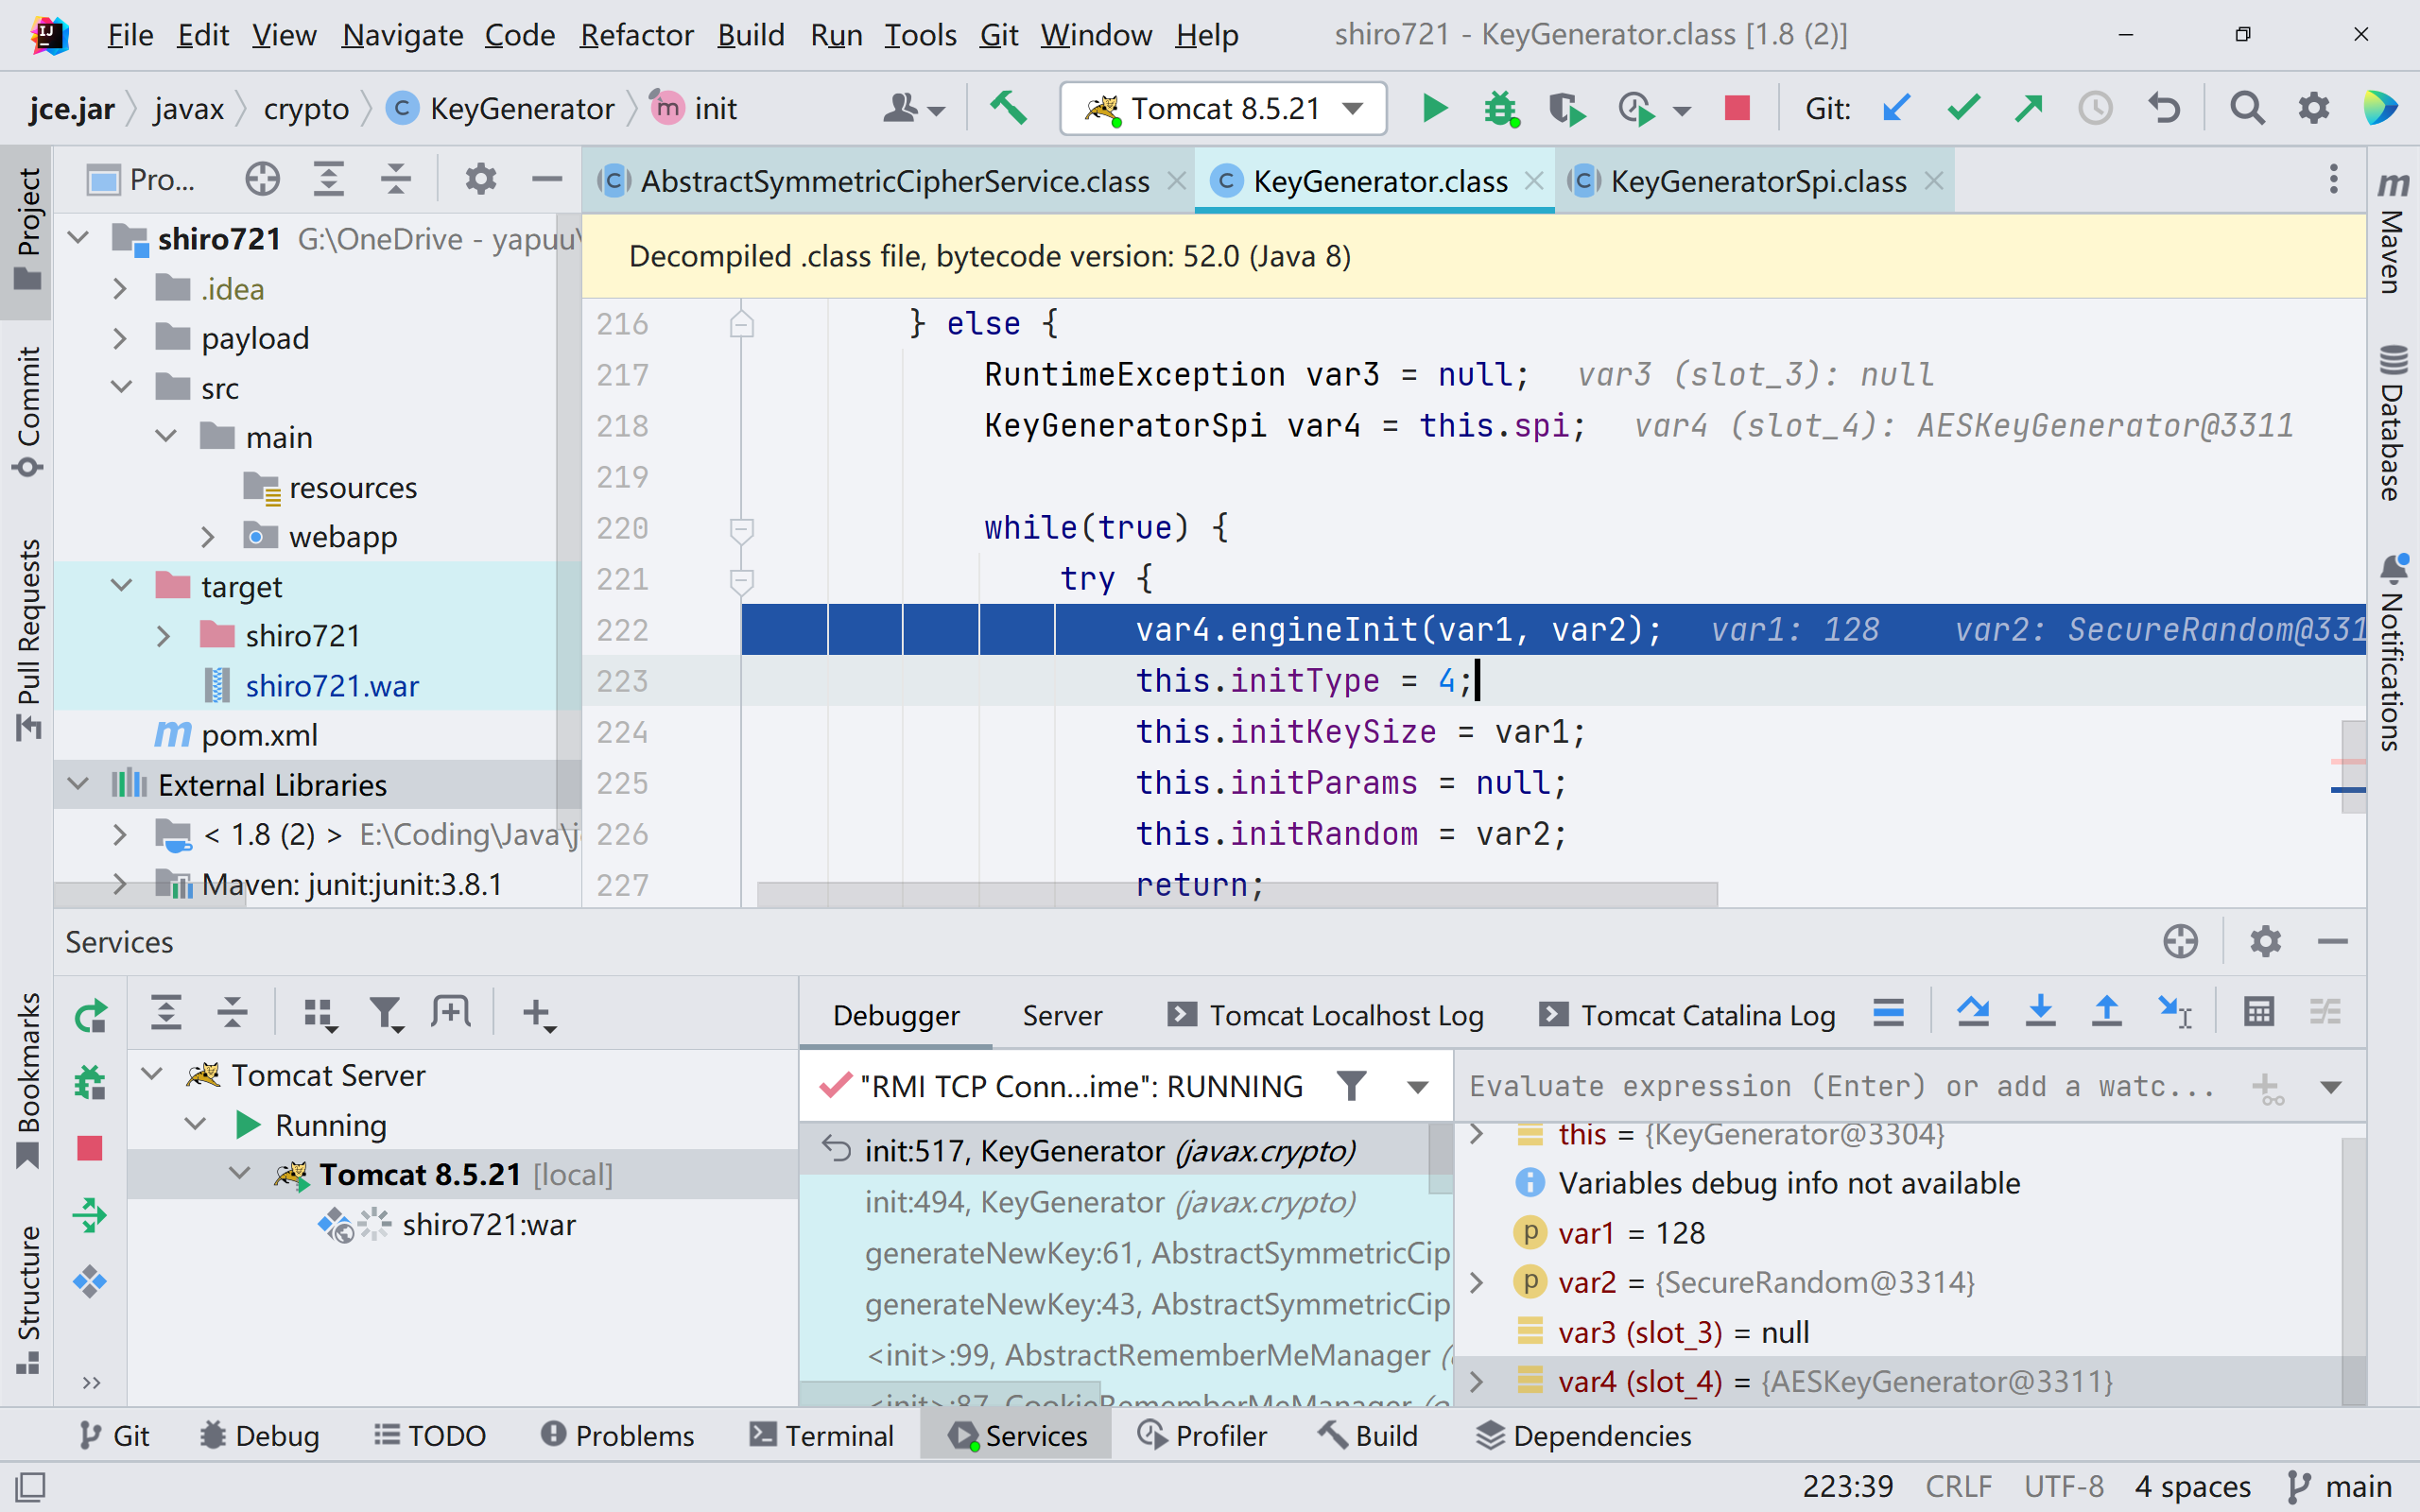 File Edit View Navigate Code Refactor Build Run Tools Git Window Help shiro721 - KeyGenerator.class [1.8 (2)]
jce.jar javax crypto KeyGenerator init Tomcat 8.5.21 Git:
Project
Commit
Pull Requests
Bookmarks
Structure
Pro...
shiro721 G:\OneDrive - yapuu\
.idea
payload
src
main
resources
webapp
target
shiro721
shiro721.war
pom.xml
External Libraries
< 1.8 (2) > E:\Coding\Java\j
Maven: junit:junit:3.8.1
AbstractSymmetricCipherService.class KeyGenerator.class KeyGeneratorSpi.class
Decompiled .class file, bytecode version: 52.0 (Java 8)
216 } else {
217 RuntimeException var3 = null; var3 (slot_3): null
218 KeyGeneratorSpi var4 = this.spi; var4 (slot_4): AESKeyGenerator@3311
219
220 while(true) {
221 try {
222 var4.engineInit(var1, var2); var1: 128 var2: SecureRandom@331
223 this.initType = 4;
224 this.initKeySize = var1;
225 this.initParams = null;
226 this.initRandom = var2;
227 return;
Maven
Database
Notifications
Services
Tomcat Server
Running
Tomcat 8.5.21 [local]
shiro721:war
Debugger Server Tomcat Localhost Log Tomcat Catalina Log
"RMI TCP Conn...ime": RUNNING
init:517, KeyGenerator (javax.crypto)
init:494, KeyGenerator (javax.crypto)
generateNewKey:61, AbstractSymmetricCip
generateNewKey:43, AbstractSymmetricCip
<init>:99, AbstractRememberMeManager (
<init>:87, CookieRememberMeManager (
Evaluate expression (Enter) or add a watc...
this = {KeyGenerator@3304}
Variables debug info not available
var1 = 128
var2 = {SecureRandom@3314}
var3 (slot_3) = null
var4 (slot_4) = {AESKeyGenerator@3311}
Git Debug TODO Problems Terminal Services Profiler Build Dependencies
223:39 CRLF UTF-8 4 spaces main